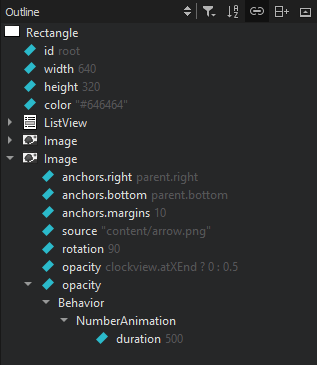 Outline
Rectangle
id root
width 640
height 320
color "#646464"
ListView
Image
Image
anchors.right parent.right
anchors.bottom parent.bottom
anchors.margins 10
source "content/arrow.png"
rotation 90
opacity clockview.atXEnd ? 0 : 0.5
opacity
Behavior
NumberAnimation
duration 500